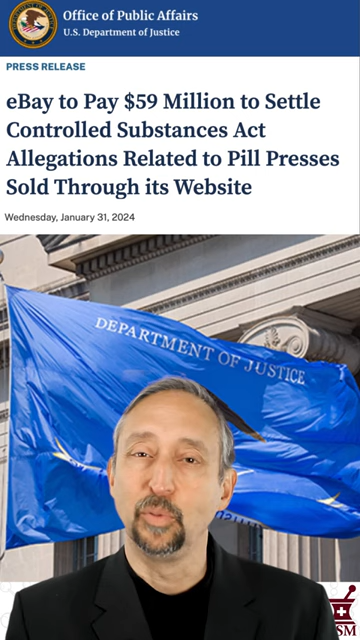 Office of Public Affairs
U.S. Department of Justice
PRESS RELEASE
eBay to Pay $59 Million to Settle
Controlled Substances Act
Allegations Related to Pill Presses
Sold Through its Website
Wednesday, January 31, 2024
DEPARTMENT OF JUSTICE
SM